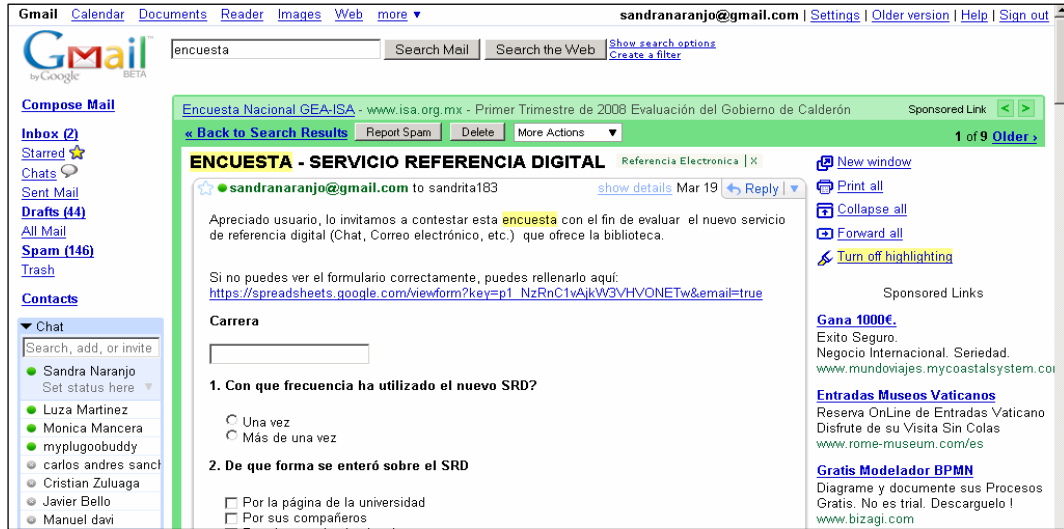 Gmail Calendar Documents Reader Images Web more ▼
sandranaranjo@gmail.com | Settings | Older version | Help | Sign out
Gmail
by Google BETA
encuesta
Search Mail
Search the Web
Show search options
Create a filter
Compose Mail
Inbox (2)
Starred
Chats
Sent Mail
Drafts (44)
All Mail
Spam (146)
Trash
Contacts
▼ Chat
Search, add, or invite
Sandra Naranjo
Set status here ▼
Luza Martinez
Monica Mancera
myplugoobuddy
carlos andres sanch
Cristian Zuluaga
Javier Bello
Manuel davi
Encuesta Nacional GEA-ISA - www.isa.org.mx - Primer Trimestre de 2008 Evaluación del Gobierno de Calderón
Sponsored Link < >
« Back to Search Results Report Spam Delete More Actions ▼
1 of 9 Older ›
ENCUESTA - SERVICIO REFERENCIA DIGITAL Referencia Electronica | X
sandranaranjo@gmail.com to sandrita183 show details Mar 19 Reply ▼
Apreciado usuario, lo invitamos a contestar esta encuesta con el fin de evaluar el nuevo servicio
de referencia digital (Chat, Correo electrónico, etc.) que ofrece la biblioteca.
Si no puedes ver el formulario correctamente, puedes rellenarlo aquí:
https://spreadsheets.google.com/viewform?key=p1_NzRnC1vAjkW3VHVONETw&email=true
Carrera
1. Con que frecuencia ha utilizado el nuevo SRD?
Una vez
Más de una vez
2. De que forma se enteró sobre el SRD
Por la página de la universidad
Por sus compañeros
New window
Print all
Collapse all
Forward all
Turn off highlighting
Sponsored Links
Gana 1000€.
Exito Seguro.
Negocio Internacional. Seriedad.
www.mundoviajes.mycoastalsystem.com
Entradas Museos Vaticanos
Reserva OnLine de Entradas Vaticano
Disfrute de su Visita Sin Colas
www.rome-museum.com/es
Gratis Modelador BPMN
Diagrame y documente sus Procesos
Gratis. No es trial. Descarguelo !
www.bizagi.com